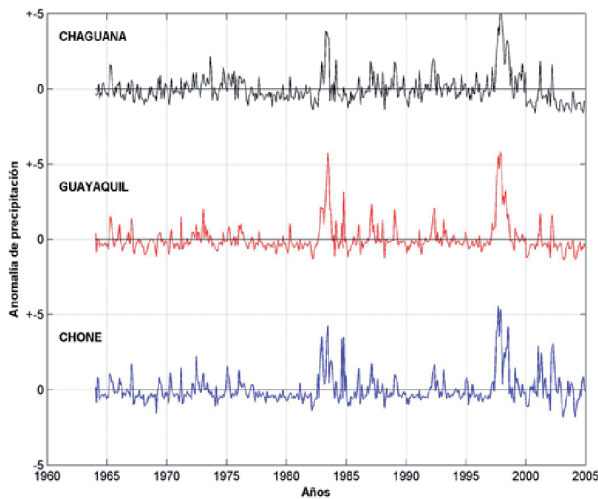 +-5
CHAGUANA
0
+-5
GUAYAQUIL
0
+-5
CHONE
0
-5
Anomalía de precipitación
1960 1965 1970 1975 1980 1985 1990 1995 2000 2005
Años